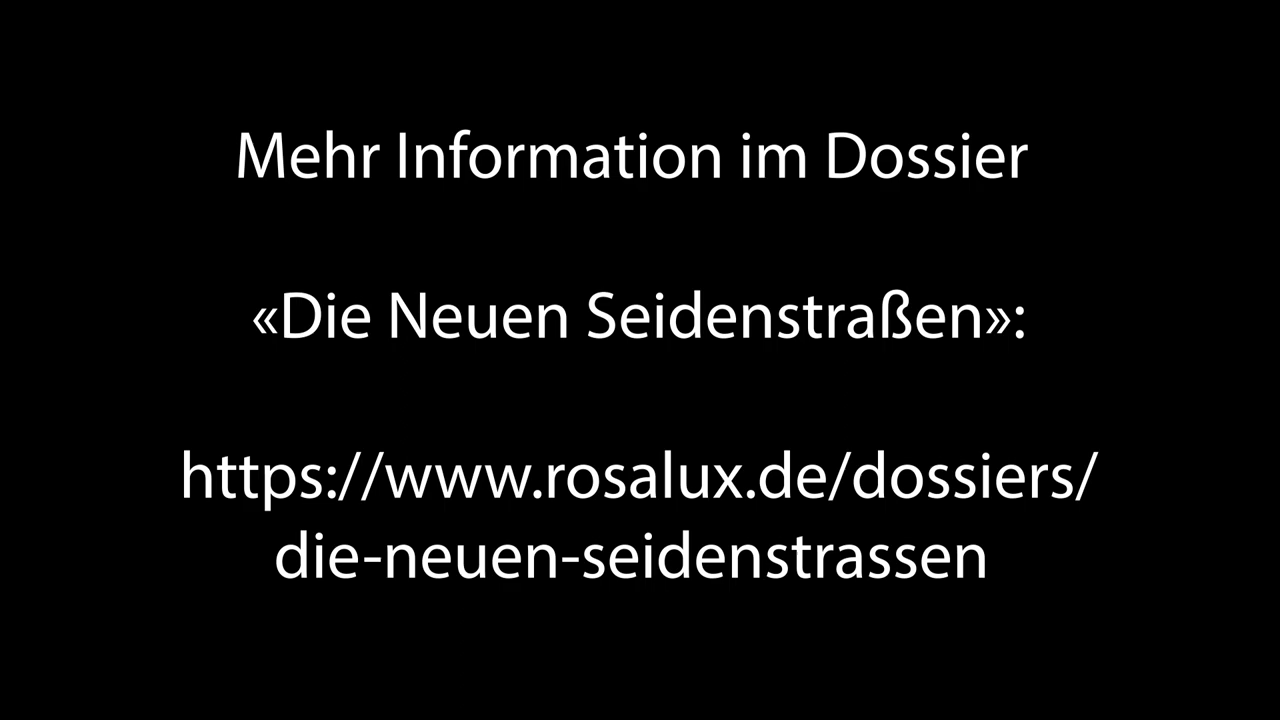 Mehr Information im Dossier
«Die Neuen Seidenstraßen»:
https://www.rosalux.de/dossiers/
die-neuen-seidenstrassen